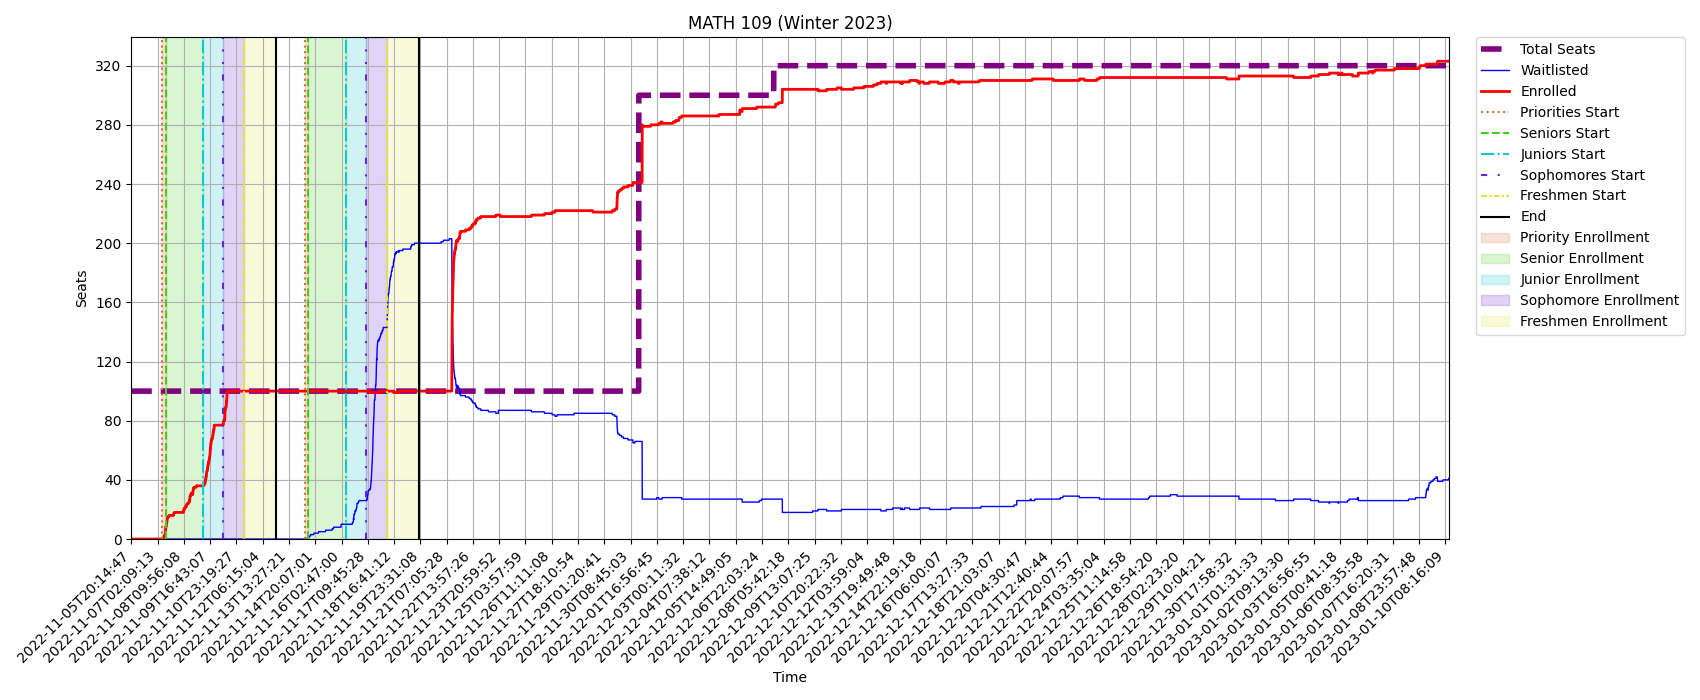 MATH 109 (Winter 2023)
Seats
320
280
240
200
160
120
80
40
0
2022-11-05T20:14:47
2022-11-07T02:09:13
2022-11-08T09:56:08
2022-11-09T16:43:07
2022-11-10T23:19:27
2022-11-12T06:15:04
2022-11-13T13:27:21
2022-11-14T20:07:01
2022-11-16T02:47:00
2022-11-17T09:45:28
2022-11-18T16:41:12
2022-11-19T23:31:08
2022-11-21T07:05:28
2022-11-22T13:57:26
2022-11-23T20:59:52
2022-11-25T03:57:59
2022-11-26T11:11:08
2022-11-27T18:10:54
2022-11-29T01:20:41
2022-11-30T08:45:03
2022-12-01T16:56:45
2022-12-03T00:11:32
2022-12-04T07:38:12
2022-12-05T14:49:05
2022-12-06T22:03:24
2022-12-08T05:42:18
2022-12-09T13:07:25
2022-12-10T20:22:32
2022-12-12T03:59:04
2022-12-13T19:49:48
2022-12-14T22:19:18
2022-12-16T06:00:07
2022-12-17T13:27:33
2022-12-18T21:03:07
2022-12-20T04:30:47
2022-12-21T12:40:44
2022-12-22T20:07:57
2022-12-24T03:35:04
2022-12-25T11:14:58
2022-12-26T18:54:20
2022-12-28T02:23:20
2022-12-29T10:04:21
2022-12-30T17:58:32
2023-01-01T01:31:33
2023-01-02T09:13:30
2023-01-03T16:56:55
2023-01-05T00:41:18
2023-01-06T08:35:58
2023-01-07T16:20:31
2023-01-08T23:57:48
2023-01-10T08:16:09
Time
Total Seats
Waitlisted
Enrolled
Priorities Start
Seniors Start
Juniors Start
Sophomores Start
Freshmen Start
End
Priority Enrollment
Senior Enrollment
Junior Enrollment
Sophomore Enrollment
Freshmen Enrollment